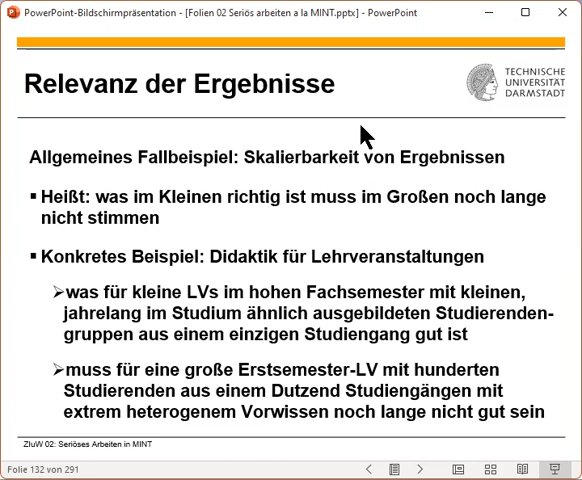 PowerPoint-Bildschirmpräsentation - [Folien 02 Seriös arbeiten a la MINT.pptx] - PowerPoint
Relevanz der Ergebnisse
TECHNISCHE
UNIVERSITÄT
DARMSTADT
Allgemeines Fallbeispiel: Skalierbarkeit von Ergebnissen
Heißt: was im Kleinen richtig ist muss im Großen noch lange
nicht stimmen
Konkretes Beispiel: Didaktik für Lehrveranstaltungen
was für kleine LVs im hohen Fachsemester mit kleinen,
jahrelang im Studium ähnlich ausgebildeten Studierenden-
gruppen aus einem einzigen Studiengang gut ist
muss für eine große Erstsemester-LV mit hunderten
Studierenden aus einem Dutzend Studiengängen mit
extrem heterogenem Vorwissen noch lange nicht gut sein
ZIuW 02: Seriöses Arbeiten in MINT
Folie 132 von 291